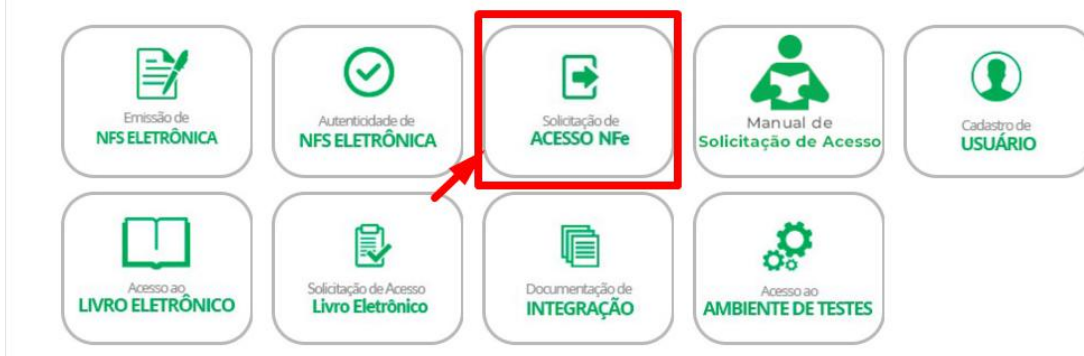 Emissão de
NFS ELETRÔNICA
Autenticidade de
NFS ELETRÔNICA
Solicitação de
ACESSO NFe
Manual de
Solicitação de Acesso
Cadastro de
USUÁRIO
Acesso ao
LIVRO ELETRÔNICO
Solicitação de Acesso
Livro Eletrônico
Documentação de
INTEGRAÇÃO
Acesso ao
AMBIENTE DE TESTES